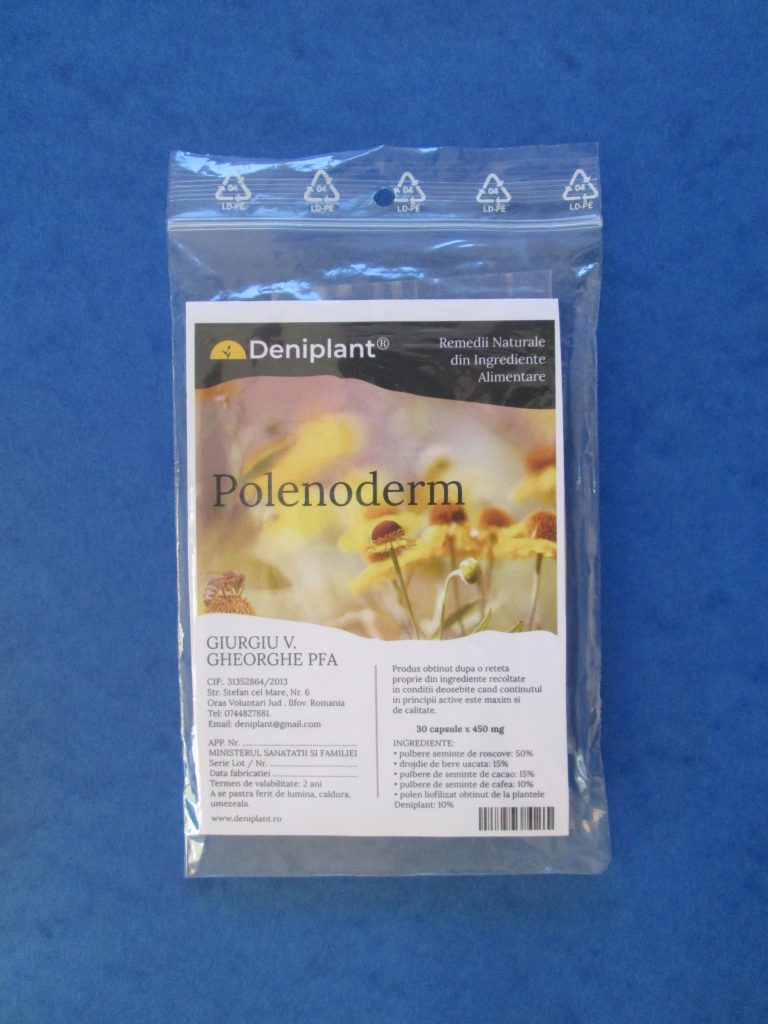 04 04 04 04 04
LD-PE LD-PE LD-PE LD-PE LD-PE
Deniplant®
Remedii Naturale
din Ingrediente
Alimentare
Polenoderm
GIURGIU V.
GHEORGHE PFA
CIF: 31352864/2013
Str. Stefan cel Mare, Nr. 6
Oras Voluntari Jud . Ilfov. Romania
Tel: 0744827881.
Email: deniplant@gmail.com
APP. Nr. ................................................
MINISTERUL SANATATII SI FAMILIEI
Serie Lot / Nr. ....................................
Data fabricatiei ...................................
Termen de valabilitate: 2 ani
A se pastra ferit de lumina, caldura,
umezeala.
www.deniplant.ro
Produs obtinut dupa o reteta
proprie din ingrediente recoltate
in conditii deosebite cand continutul
in principii active este maxim si
de calitate.
30 capsule x 450 mg
INGREDIENTE:
• pulbere seminte de roscove: 50%
• drojdie de bere uscata: 15%
• pulbere de seminte de cacao: 15%
• pulbere de seminte de cafea: 10%
• polen liofilizat obtinut de la plantele
Deniplant: 10%